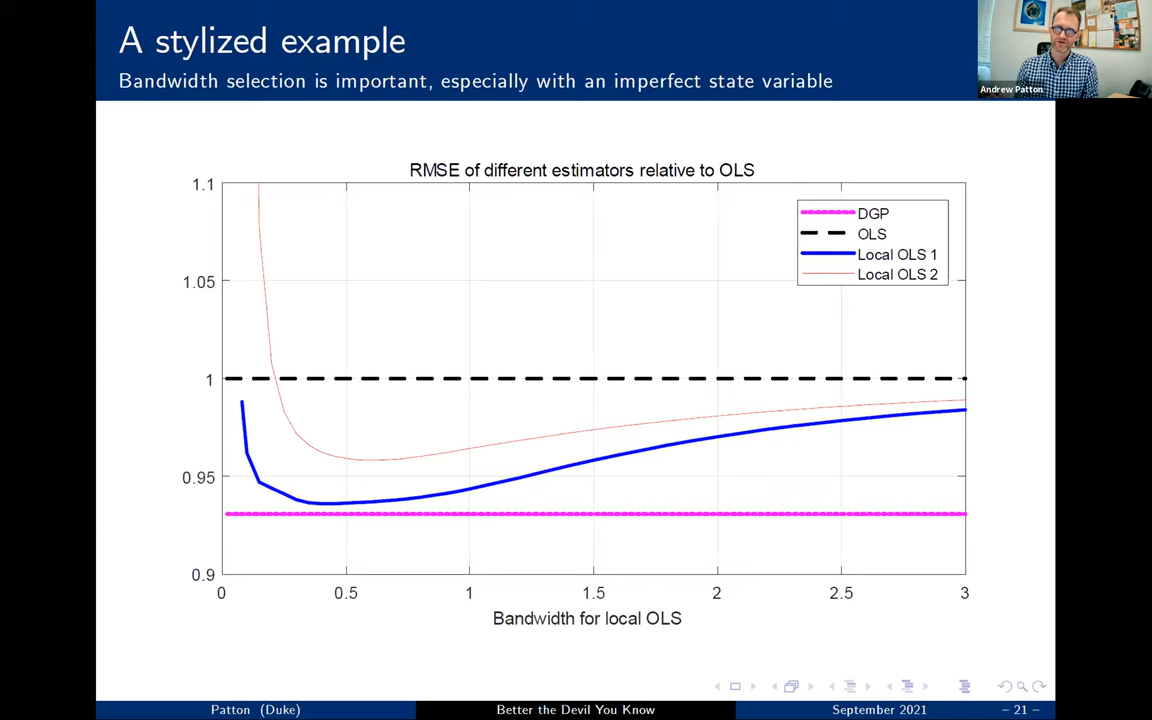 A stylized example
Bandwidth selection is important, especially with an imperfect state variable
Andrew Patton
RMSE of different estimators relative to OLS
1.1
1.05
1
0.95
0.9
DGP
OLS
Local OLS 1
Local OLS 2
0 0.5 1 1.5 2 2.5 3
Bandwidth for local OLS
Patton (Duke) Better the Devil You Know September 2021 – 21 –